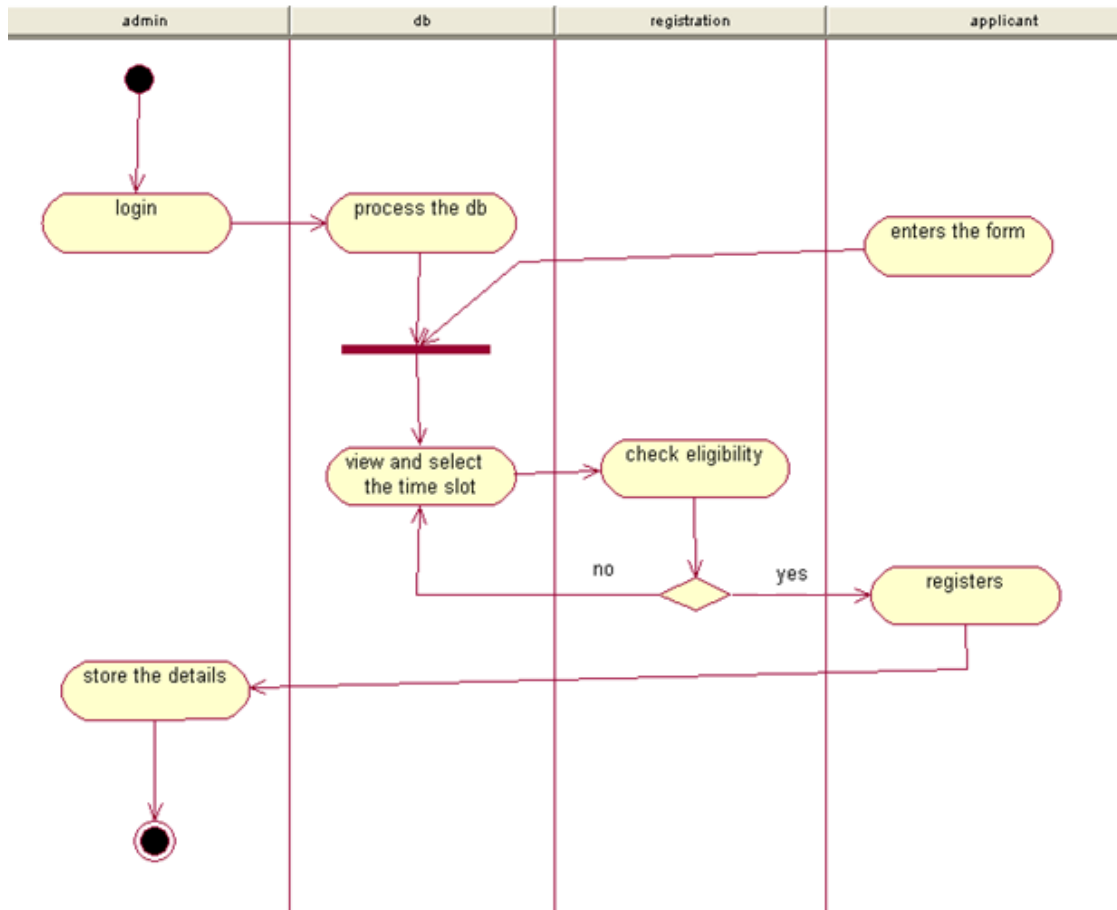 admin
db
registration
applicant
login
process the db
enters the form
view and select
the time slot
check eligibility
no
yes
registers
store the details